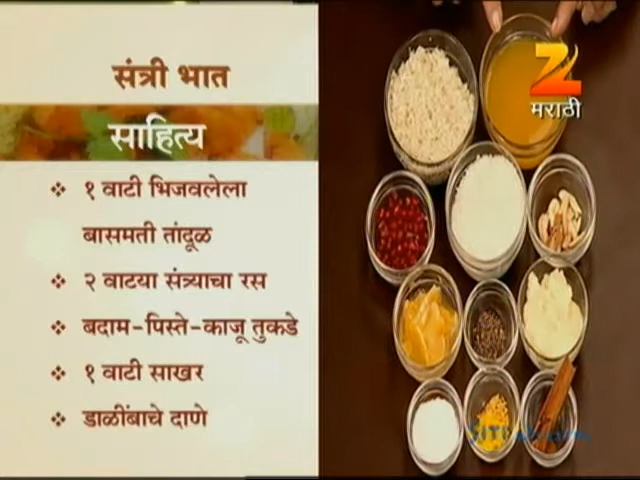 संत्री भात
साहित्य
❖ १ वाटी भिजवलेला
बासमती तांदूळ
❖ २ वाटया संत्र्याचा रस
❖ बदाम-पिस्ते-काजू तुकडे
❖ १ वाटी साखर
❖ डाळींबाचे दाणे
मराठी